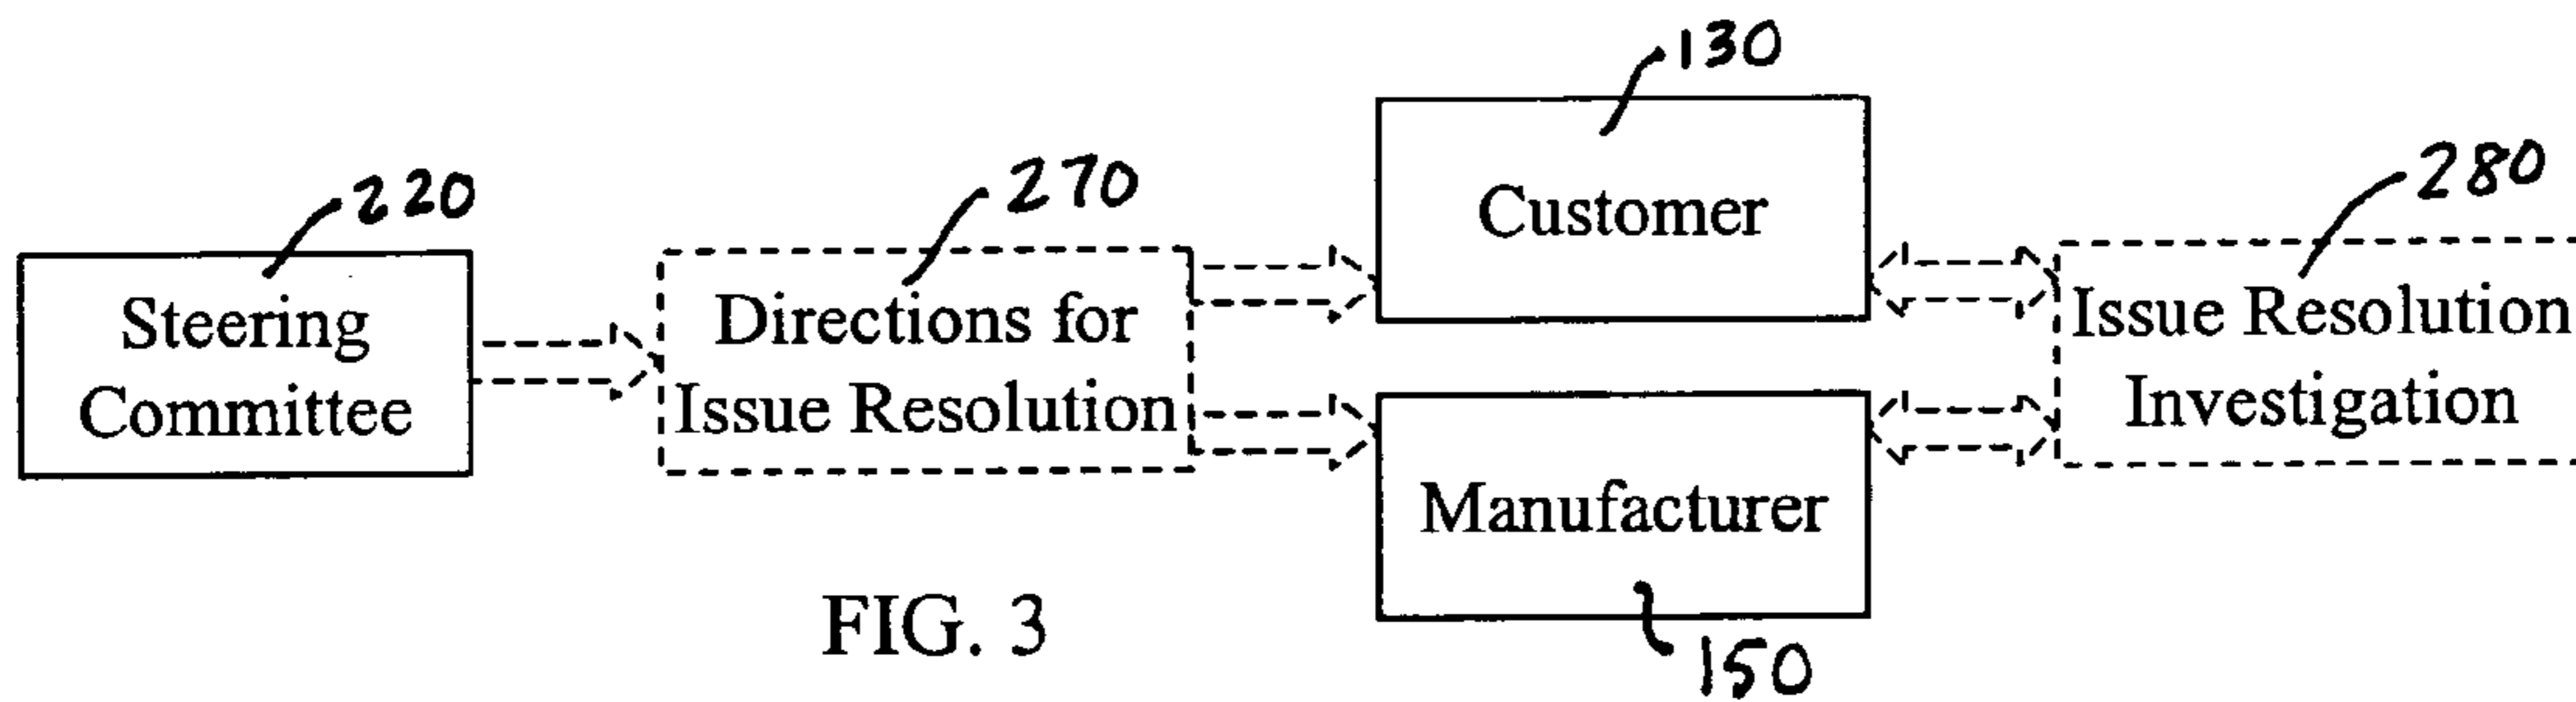 220
Steering
Committee
270
Directions for
Issue Resolution
130
Customer
Manufacturer
150
280
Issue Resolution
Investigation
FIG. 3